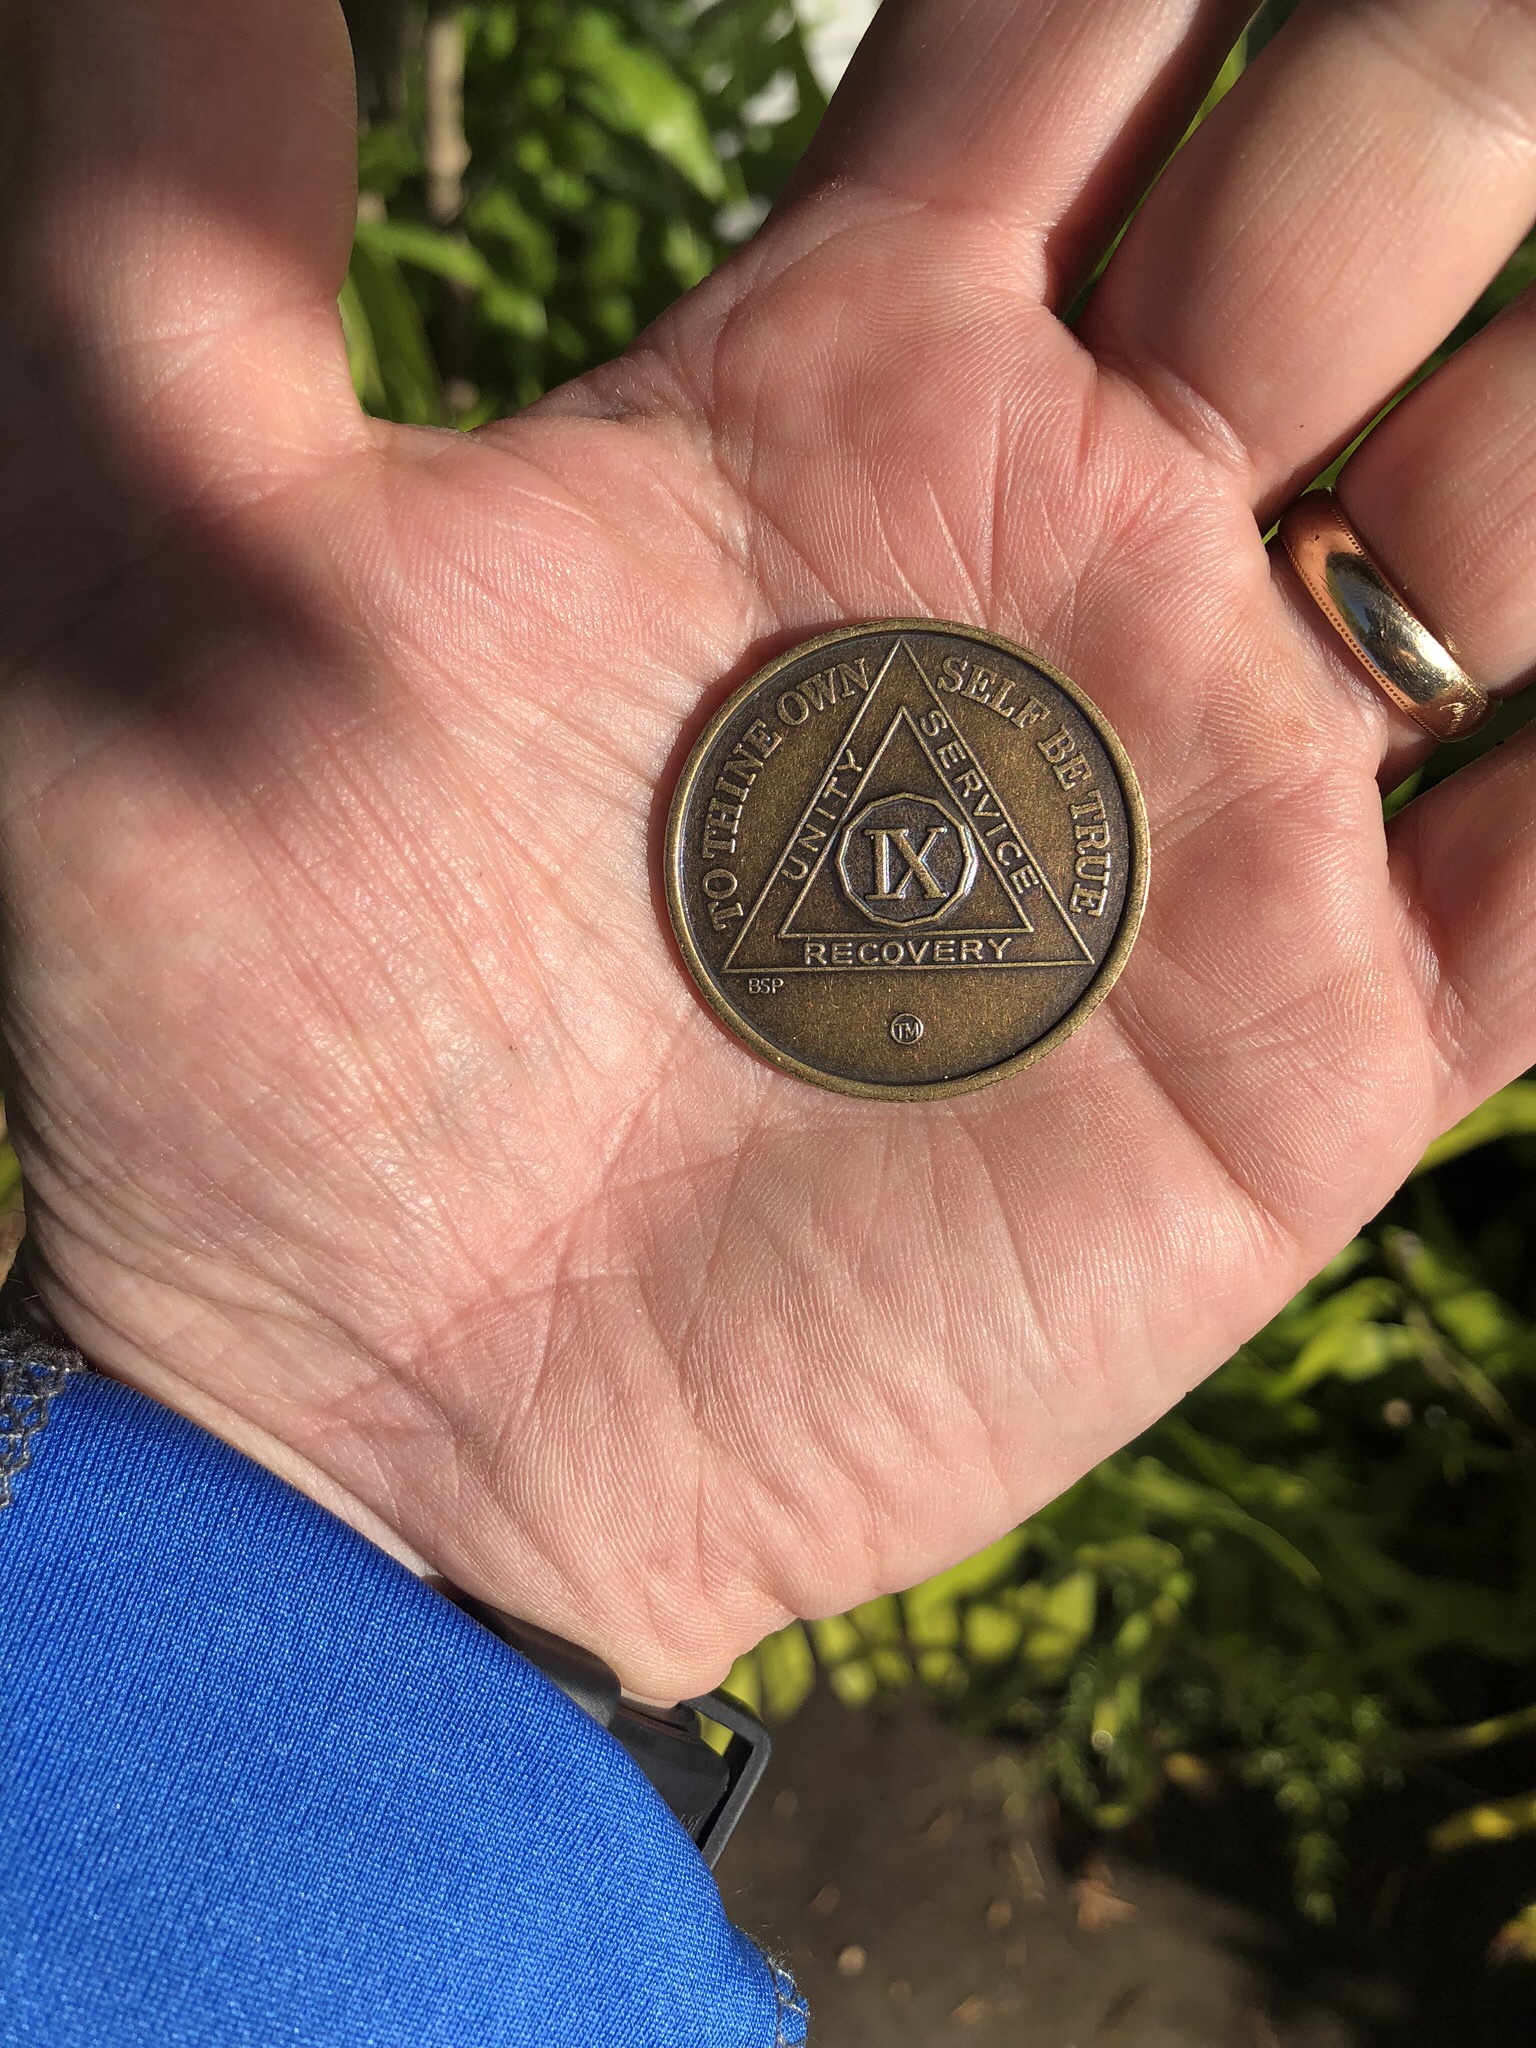 TO THINE OWN SELF BE TRUE
UNITY
SERVICE
IX
RECOVERY
BSP
TM